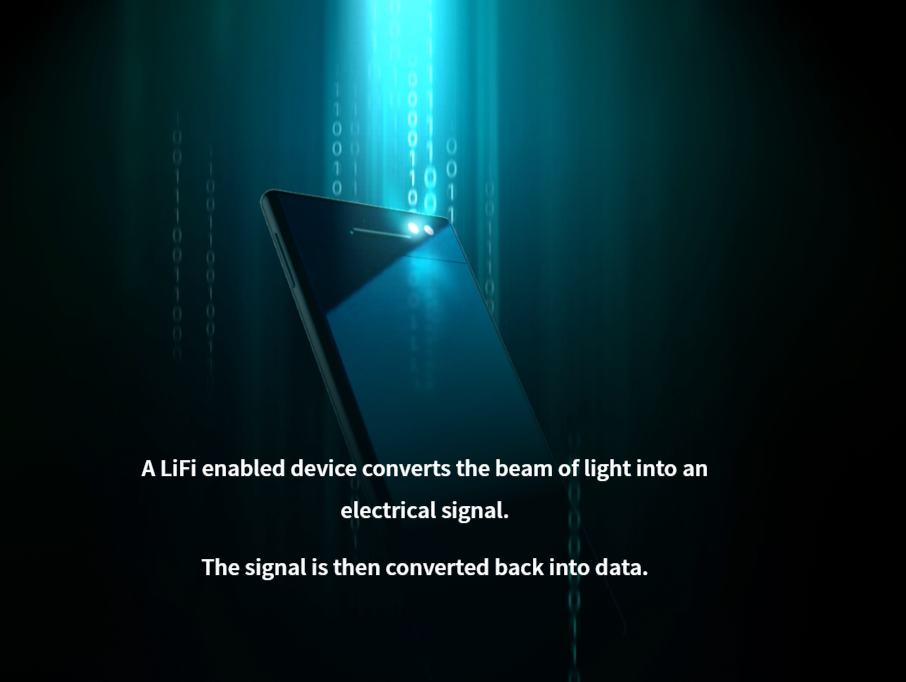 A LiFi enabled device converts the beam of light into an
electrical signal.
The signal is then converted back into data.